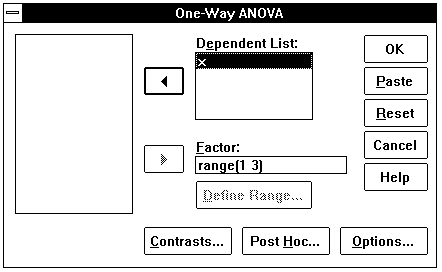 One-Way ANOVA
Dependent List:
x
OK
Paste
Reset
Cancel
Help
Factor:
range(1 3)
Define Range...
Contrasts...
Post Hoc...
Options...